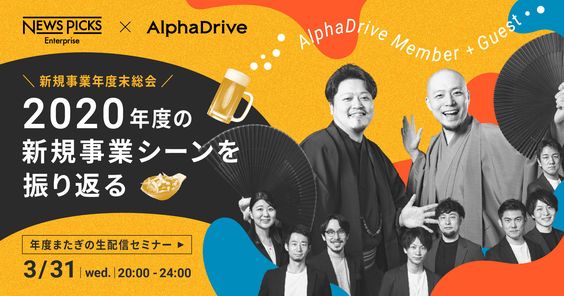 NEWS PICKS
Enterprise
×
AlphaDrive
AlphaDrive Member + Guest
＼ 新規事業年度末総会 ／
2020年度の
新規事業シーンを
振り返る
年度またぎの生配信セミナー ▶
3/31 | wed. | 20:00 - 24:00